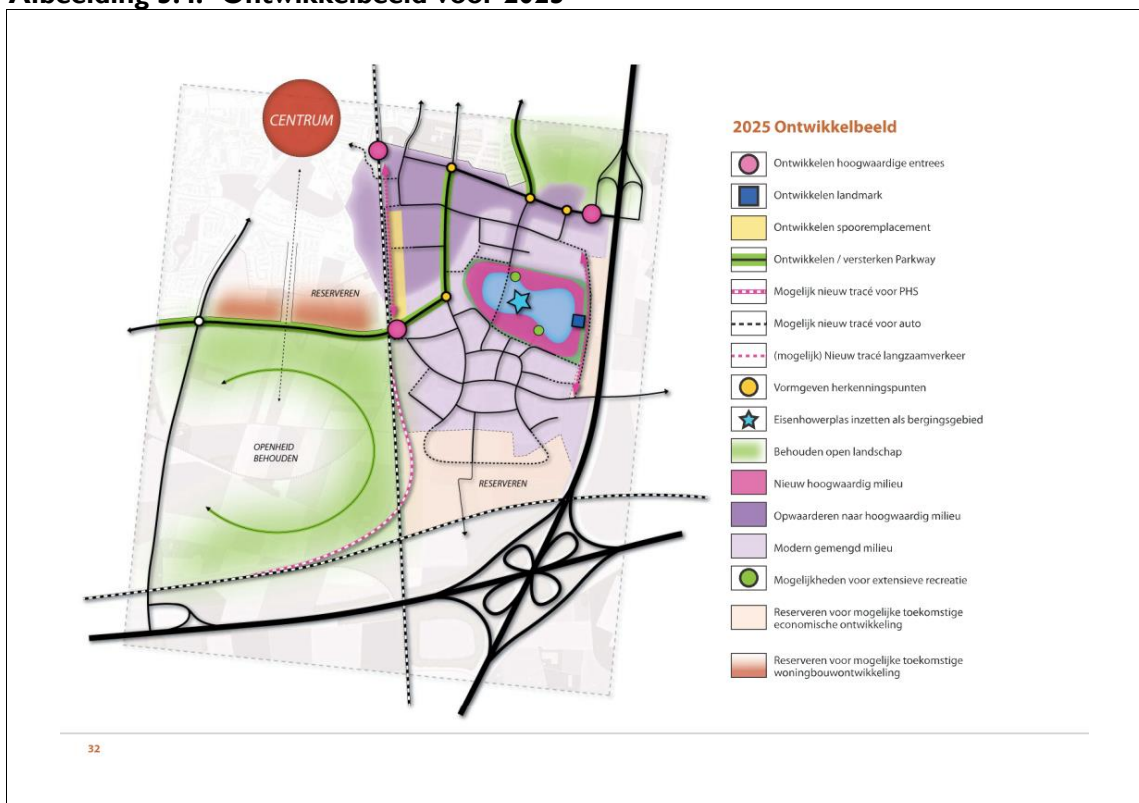 Afbeelding 5.4. Ontwikkelbeeld voor 2025
CENTRUM
RESERVEREN
OPENHEID
BEHOUDEN
RESERVEREN
2025 Ontwikkelbeeld
Ontwikkelen hoogwaardige entrees
Ontwikkelen landmark
Ontwikkelen spooremplacement
Ontwikkelen / versterken Parkway
Mogelijk nieuw tracé voor PHS
Mogelijk nieuw tracé voor auto
(mogelijk) Nieuw tracé langzaamverkeer
Vormgeven herkenningspunten
Eisenhowerplas inzetten als bergingsgebied
Behouden open landschap
Nieuw hoogwaardig milieu
Opwaarderen naar hoogwaardig milieu
Modern gemengd milieu
Mogelijkheden voor extensieve recreatie
Reserveren voor mogelijke toekomstige
economische ontwikkeling
Reserveren voor mogelijke toekomstige
woningbouwontwikkeling
32